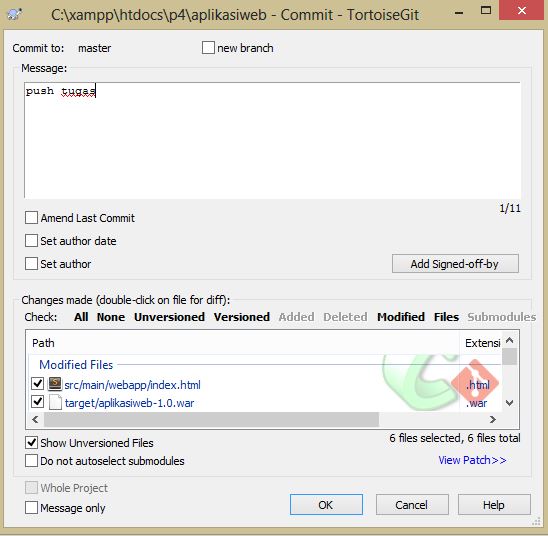 C:\xampp\htdocs\p4\aplikasiweb - Commit - TortoiseGit
Commit to: master new branch
Message:
push tugas
1/11
Amend Last Commit
Set author date
Set author Add Signed-off-by
Changes made (double-click on file for diff):
Check: All None Unversioned Versioned Added Deleted Modified Files Submodules
Path Extensi
Modified Files
src/main/webapp/index.html .html
target/aplikasiweb-1.0.war .war
Show Unversioned Files 6 files selected, 6 files total
Do not autoselect submodules View Patch>>
Whole Project
Message only OK Cancel Help